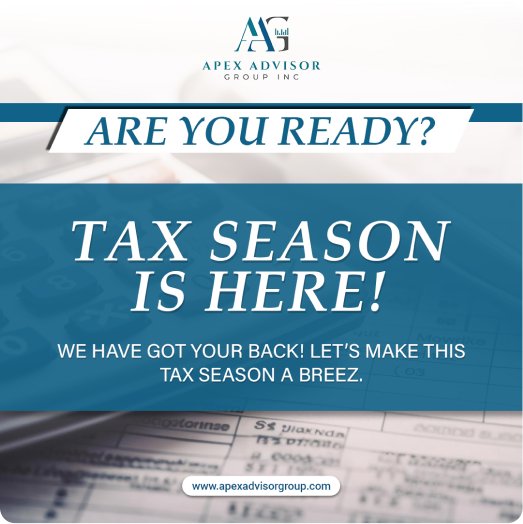 AAG
APEX ADVISOR
GROUP INC
ARE YOU READY?
TAX SEASON
IS HERE!
WE HAVE GOT YOUR BACK! LET'S MAKE THIS
TAX SEASON A BREEZ.
www.apexadvisorgroup.com